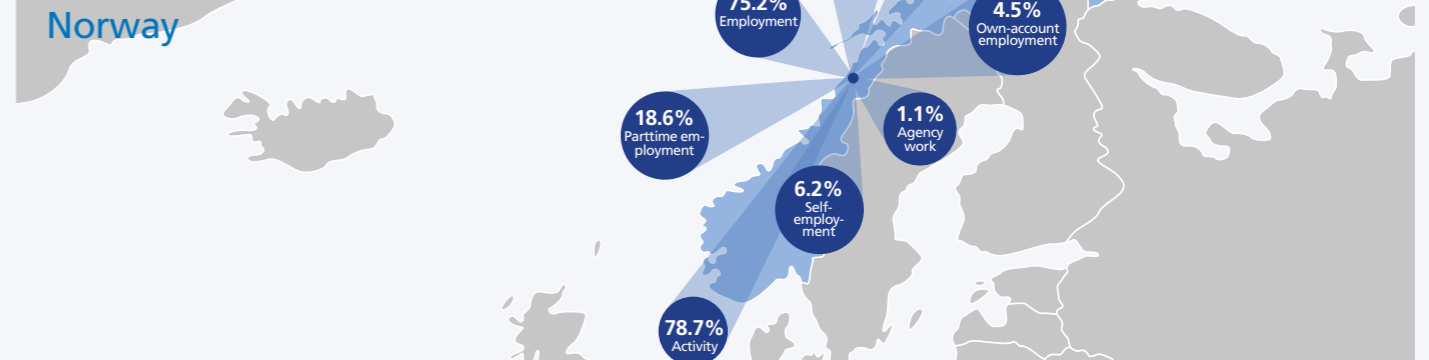 Norway
75.2%
Employment
4.5%
Own-account
employment
18.6%
Parttime em-
ployment
1.1%
Agency
work
6.2%
Self-
employ-
ment
78.7%
Activity